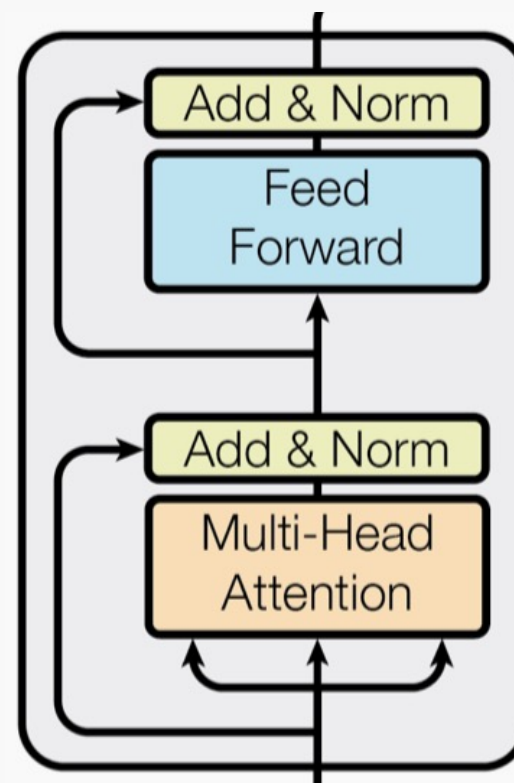 Add & Norm
Feed
Forward
Add & Norm
Multi-Head
Attention